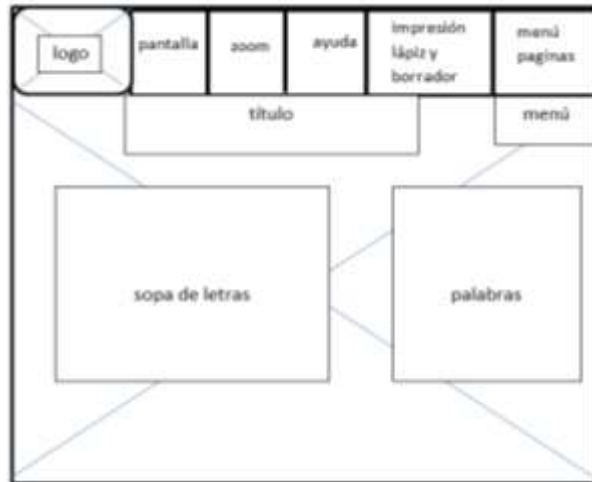 logo
pantalla
zoom
ayuda
impresión
lápiz y
borrador
menú
paginas
título
menú
sopa de letras
palabras